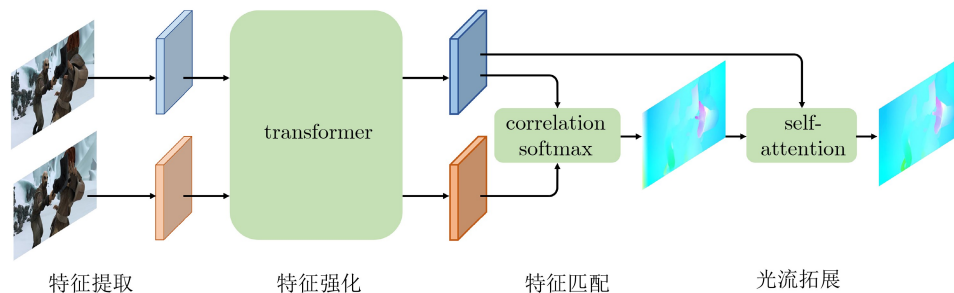 transformer
correlation
softmax
self-
attention
特征提取
特征强化
特征匹配
光流拓展